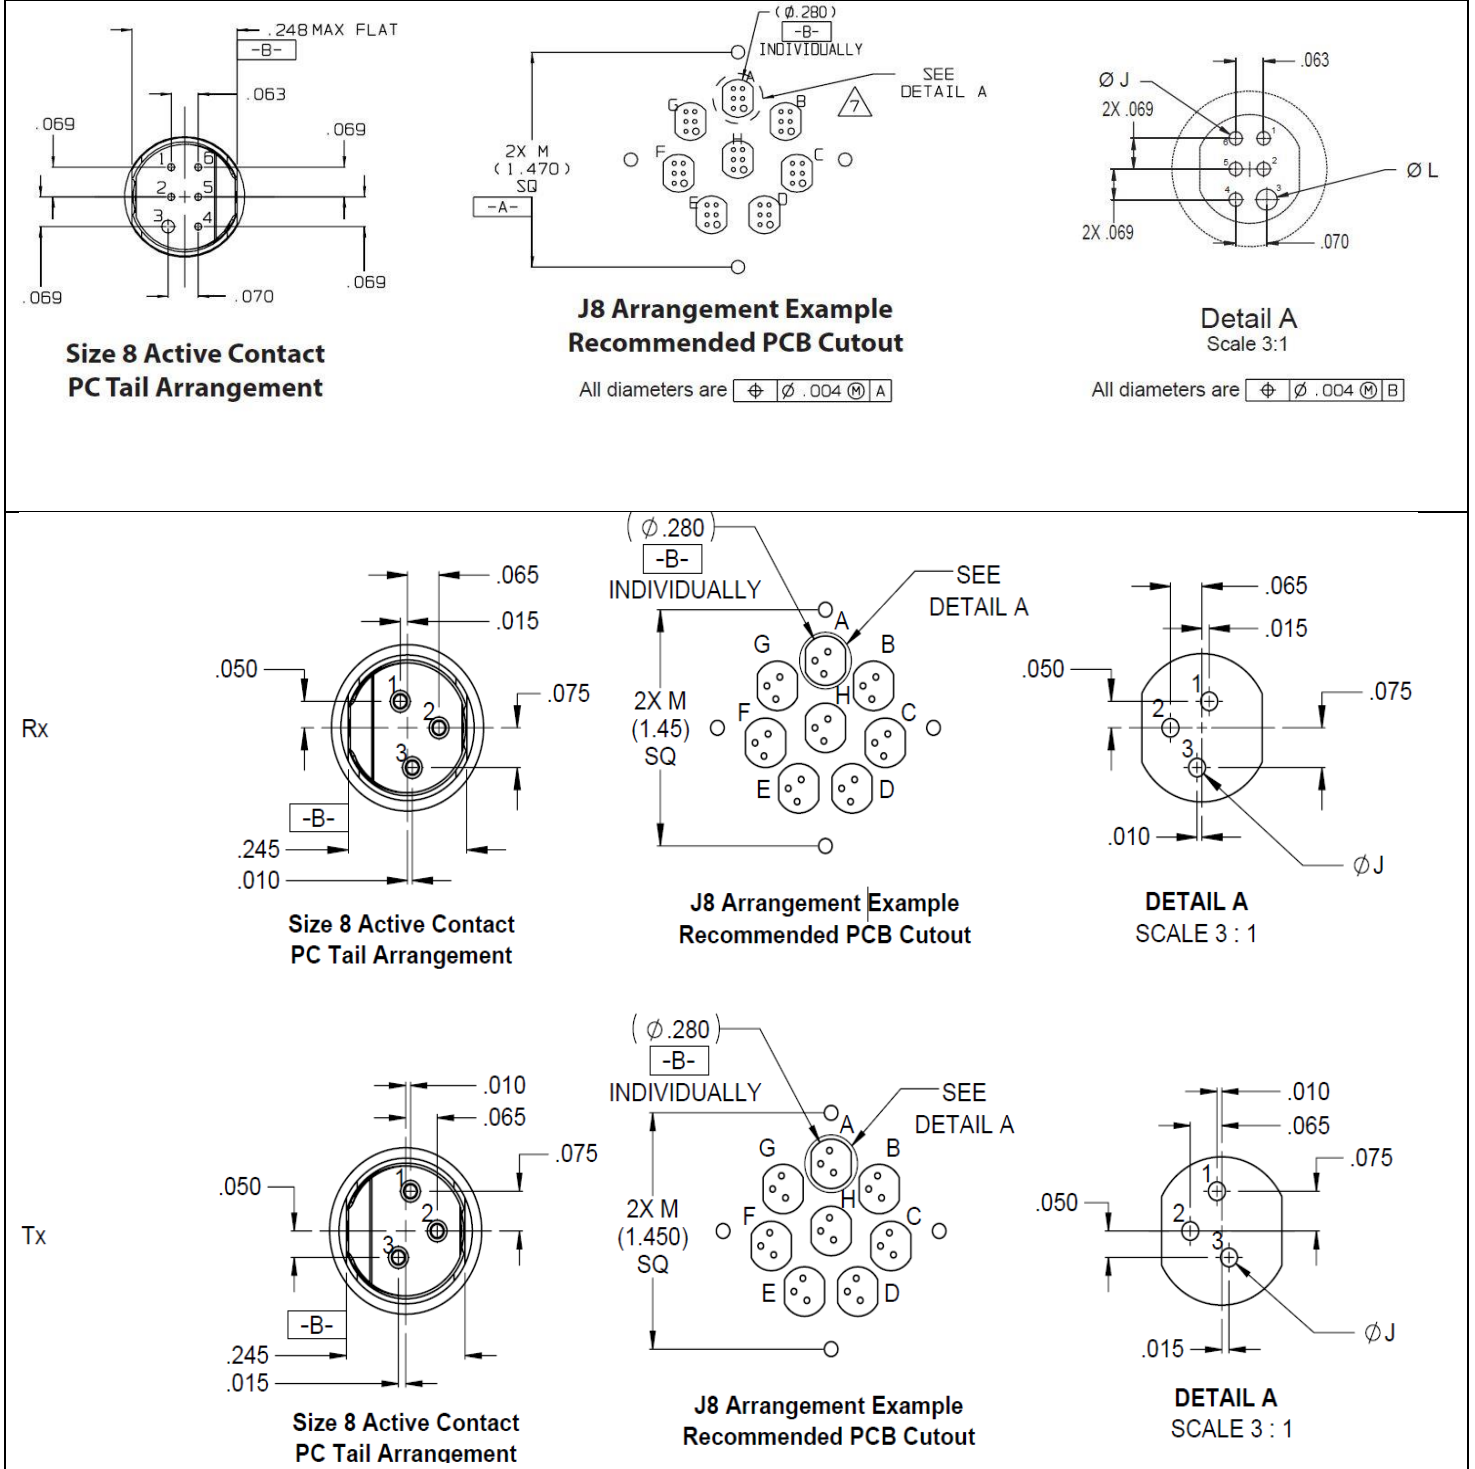 .248 MAX FLAT
-B-
.063
.069
.069
1
6
2
5
3
4
.069
.069
.070
Size 8 Active Contact
PC Tail Arrangement
(Ø.280)
-B-
INDIVIDUALLY
SEE
DETAIL A
7
A
G
B
H
F
C
E
D
2X M
(1.470)
SQ
-A-
J8 Arrangement Example
Recommended PCB Cutout
All diameters are ⌖ Ø .004 Ⓜ A
.063
Ø J
2X .069
6
1
5
2
4
3
Ø L
2X .069
.070
Detail A
Scale 3:1
All diameters are ⌖ Ø .004 Ⓜ B
Rx
.065
.015
.050
1
.075
2
3
-B-
.245
.010
Size 8 Active Contact
PC Tail Arrangement
(Ø.280)
-B-
INDIVIDUALLY
SEE
DETAIL A
A
G
B
H
F
C
E
D
2X M
(1.45)
SQ
J8 Arrangement Example
Recommended PCB Cutout
.065
.015
.050
1
.075
2
3
.010
ØJ
DETAIL A
SCALE 3 : 1
Tx
.010
.065
.075
1
.050
2
3
-B-
.245
.015
Size 8 Active Contact
PC Tail Arrangement
(Ø.280)
-B-
INDIVIDUALLY
SEE
DETAIL A
A
G
B
H
F
C
E
D
2X M
(1.450)
SQ
J8 Arrangement Example
Recommended PCB Cutout
.010
.065
.075
1
.050
2
3
.015
ØJ
DETAIL A
SCALE 3 : 1